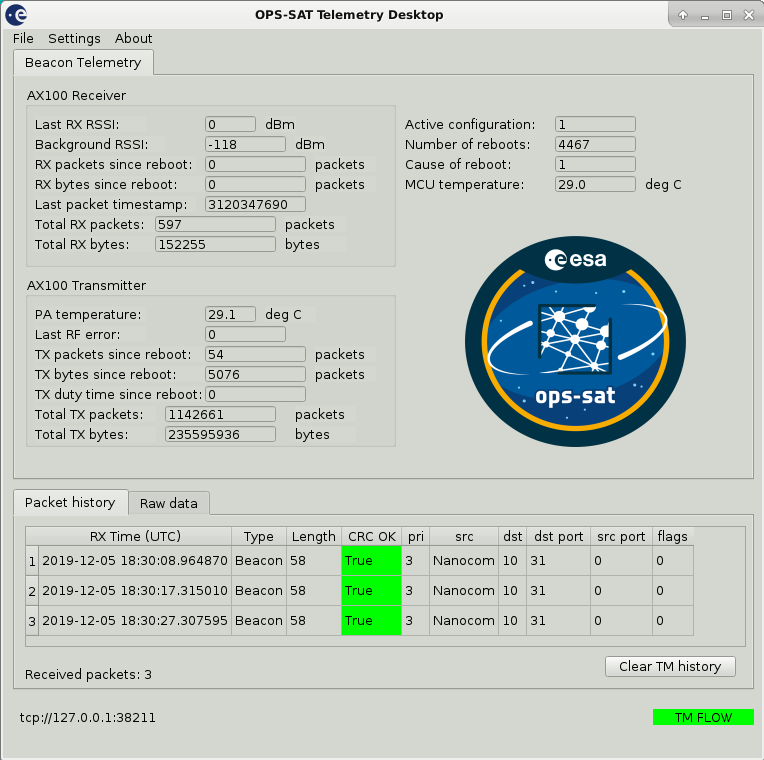 OPS-SAT Telemetry Desktop
File Settings About
Beacon Telemetry
AX100 Receiver
Last RX RSSI: 0 dBm
Background RSSI: -118 dBm
RX packets since reboot: 0 packets
RX bytes since reboot: 0 packets
Last packet timestamp: 3120347690
Total RX packets: 597 packets
Total RX bytes: 152255 bytes
Active configuration: 1
Number of reboots: 4467
Cause of reboot: 1
MCU temperature: 29.0 deg C
AX100 Transmitter
PA temperature: 29.1 deg C
Last RF error: 0
TX packets since reboot: 54 packets
TX bytes since reboot: 5076 packets
TX duty time since reboot: 0
Total TX packets: 1142661 packets
Total TX bytes: 235595936 bytes
esa
ops-sat
Packet history Raw data
RX Time (UTC) Type Length CRC OK pri src dst dst port src port flags
1 2019-12-05 18:30:08.964870 Beacon 58 True 3 Nanocom 10 31 0 0
2 2019-12-05 18:30:17.315010 Beacon 58 True 3 Nanocom 10 31 0 0
3 2019-12-05 18:30:27.307595 Beacon 58 True 3 Nanocom 10 31 0 0
Received packets: 3
Clear TM history
tcp://127.0.0.1:38211
TM FLOW